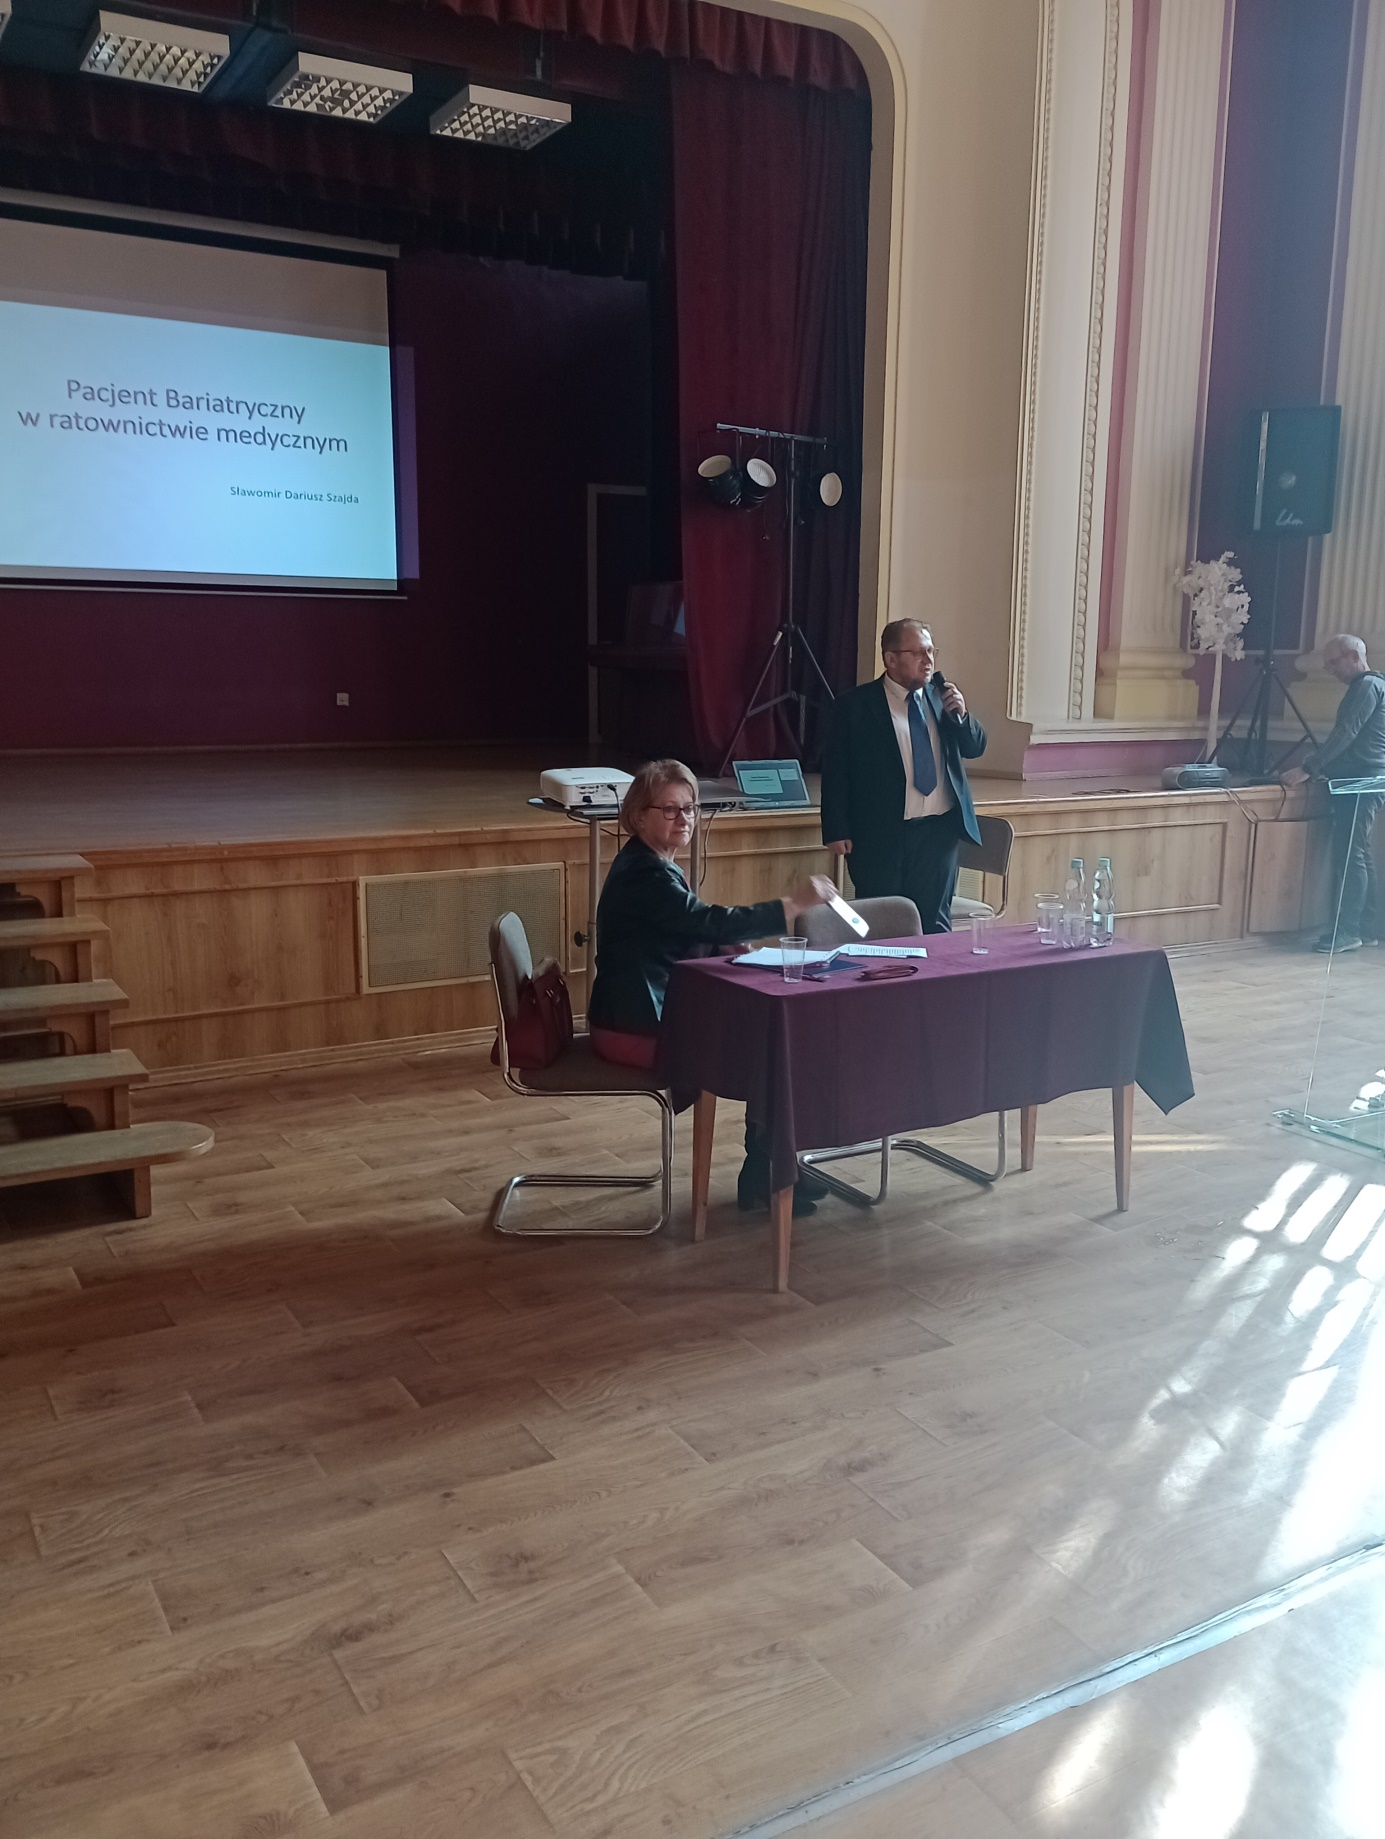 Pacjent Bariatryczny
w ratownictwie medycznym
Sławomir Dariusz Szajda